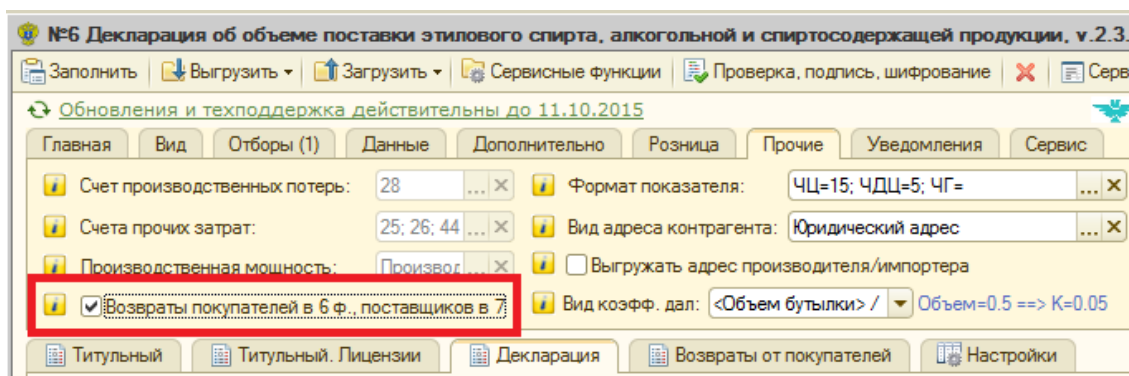 №6 Декларация об объеме поставки этилового спирта, алкогольной и спиртосодержащей продукции, v.2.3.
Заполнить Выгрузить Загрузить Сервисные функции Проверка, подпись, шифрование Серв
Обновления и техподдержка действительны до 11.10.2015
Главная Вид Отборы (1) Данные Дополнительно Розница Прочие Уведомления Сервис
Счет производственных потерь: 28 ... Формат показателя: ЧЦ=15; ЧДЦ=5; ЧГ= ...
Счета прочих затрат: 25; 26; 44 ... Вид адреса контрагента: Юридический адрес ...
Производственная мощность: Производ ... Выгружать адрес производителя/импортера
Возвраты покупателей в 6 ф., поставщиков в 7 Вид коэфф. дал: <Объем бутылки> / Объем=0.5 ==> K=0.05
Титульный Титульный. Лицензии Декларация Возвраты от покупателей Настройки